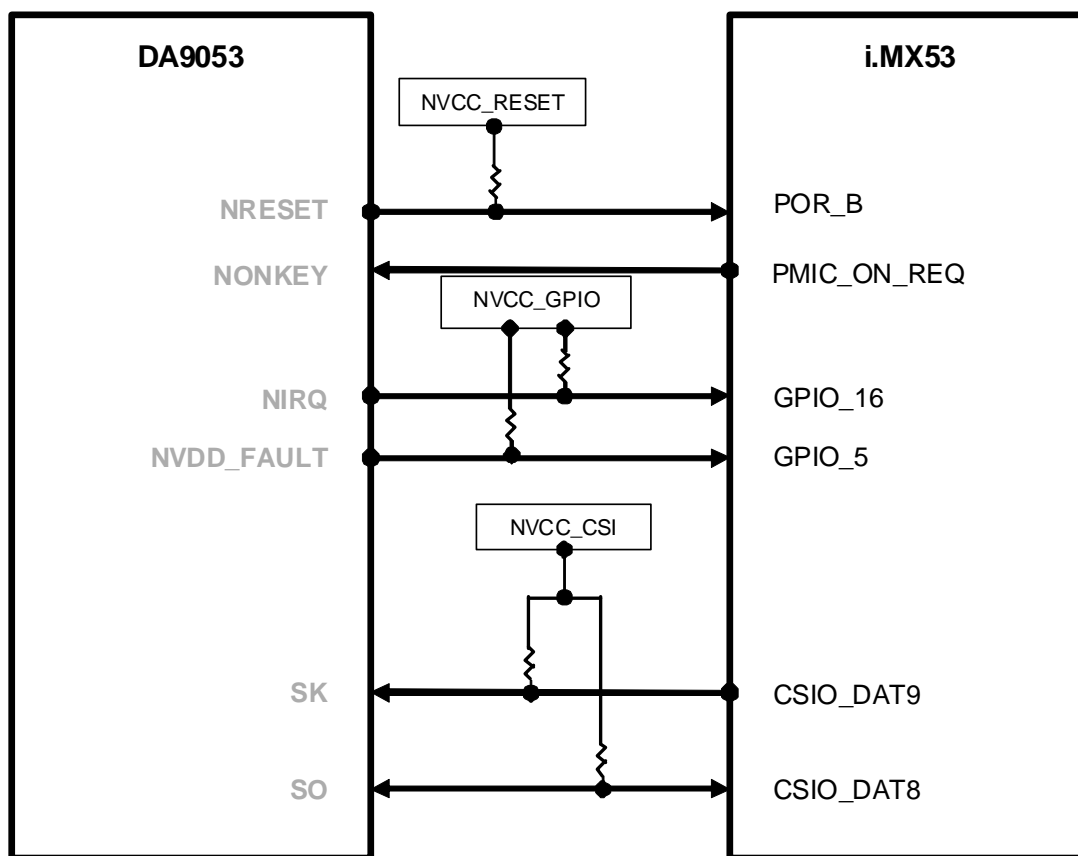 DA9053
i.MX53
NVCC_RESET
NRESET
POR_B
NONKEY
PMIC_ON_REQ
NVCC_GPIO
NIRQ
GPIO_16
NVDD_FAULT
GPIO_5
NVCC_CSI
SK
CSIO_DAT9
SO
CSIO_DAT8